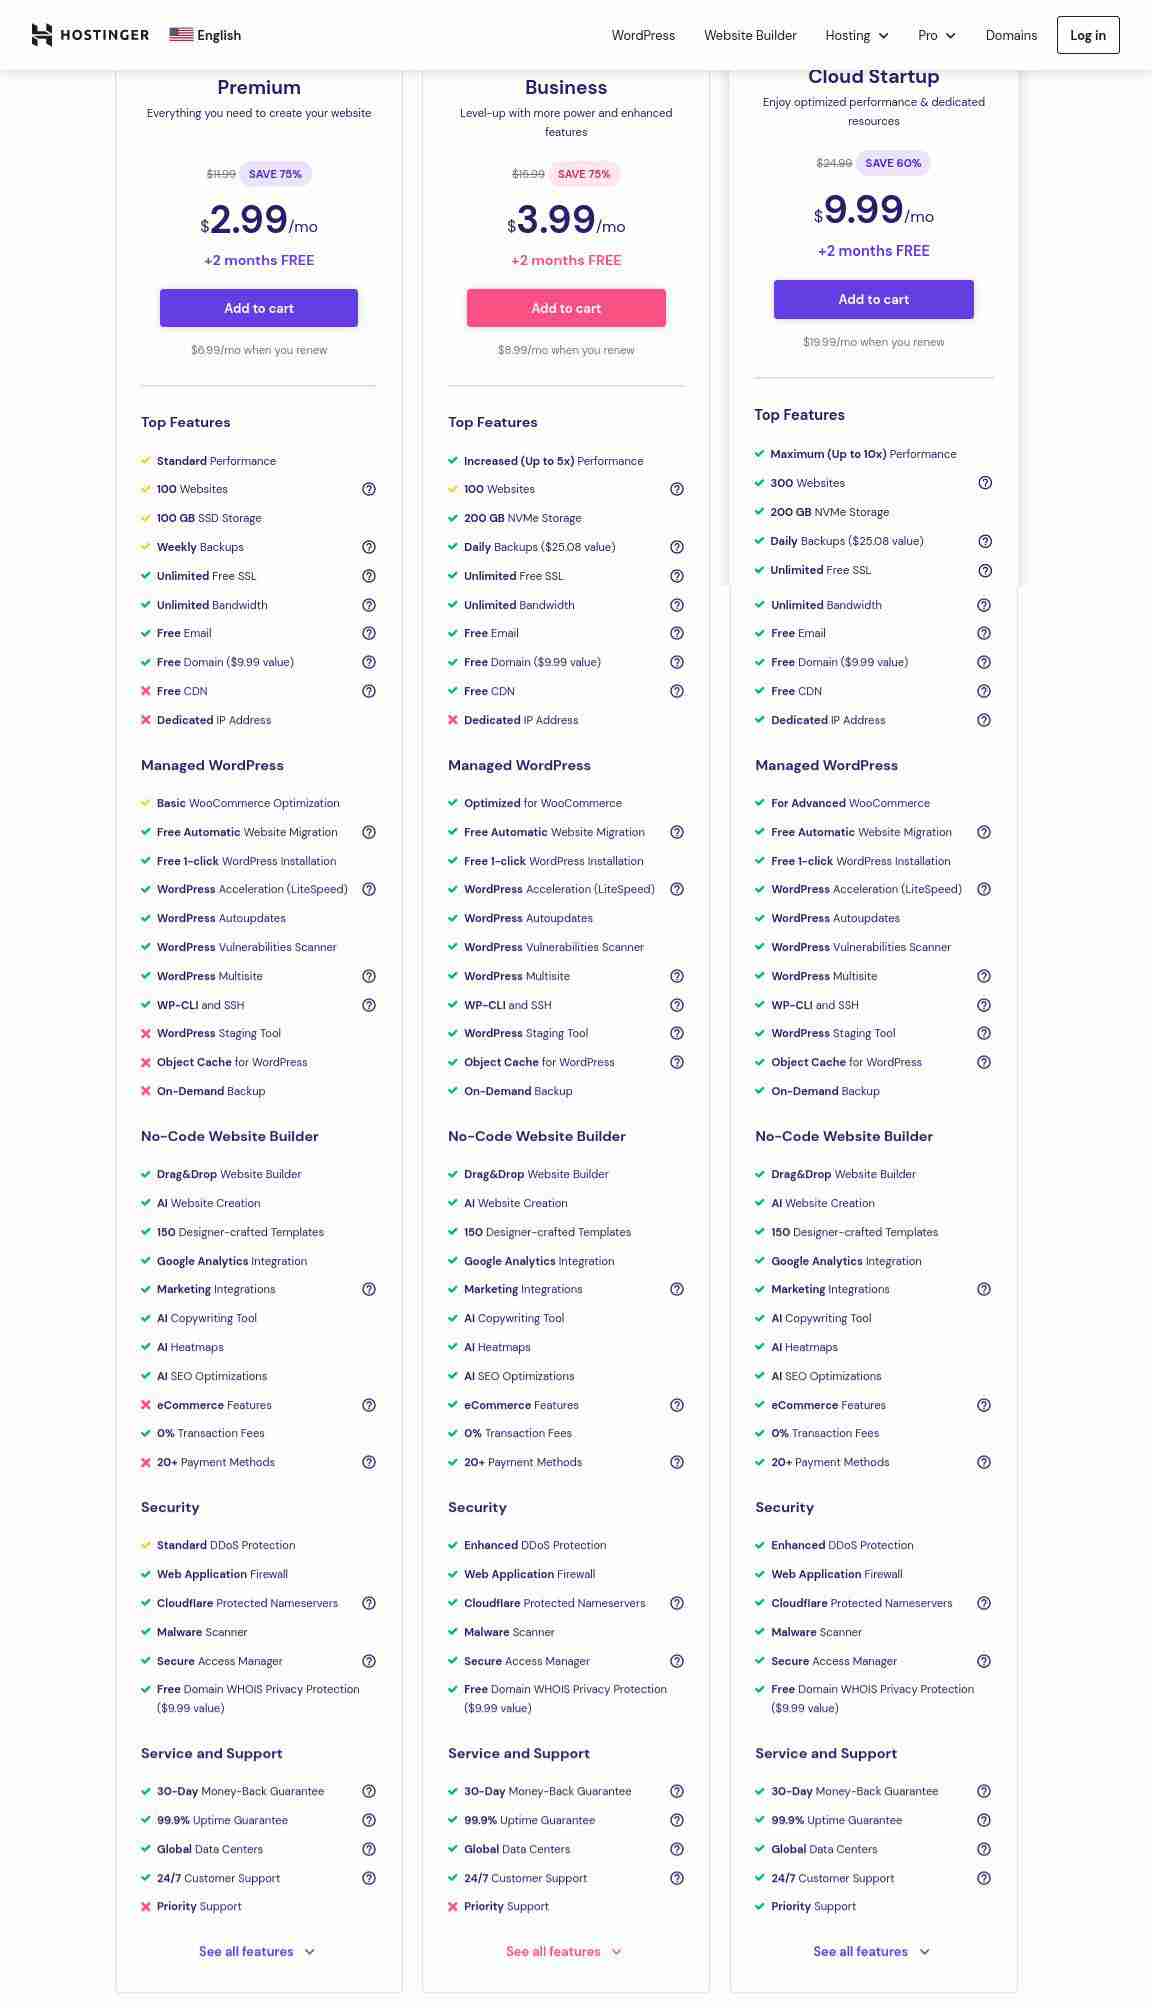 HOSTINGER
English
WordPress
Website Builder
Hosting
Pro
Domains
Log in
Premium
Everything you need to create your website
$11.99 SAVE 75%
$2.99/mo
+2 months FREE
Add to cart
$6.99/mo when you renew
Top Features
Standard Performance
100 Websites
100 GB SSD Storage
Weekly Backups
Unlimited Free SSL
Unlimited Bandwidth
Free Email
Free Domain ($9.99 value)
Free CDN
Dedicated IP Address
Managed WordPress
Basic WooCommerce Optimization
Free Automatic Website Migration
Free 1-click WordPress Installation
WordPress Acceleration (LiteSpeed)
WordPress Autoupdates
WordPress Vulnerabilities Scanner
WordPress Multisite
WP-CLI and SSH
WordPress Staging Tool
Object Cache for WordPress
On-Demand Backup
No-Code Website Builder
Drag&Drop Website Builder
AI Website Creation
150 Designer-crafted Templates
Google Analytics Integration
Marketing Integrations
AI Copywriting Tool
AI Heatmaps
AI SEO Optimizations
eCommerce Features
0% Transaction Fees
20+ Payment Methods
Security
Standard DDoS Protection
Web Application Firewall
Cloudflare Protected Nameservers
Malware Scanner
Secure Access Manager
Free Domain WHOIS Privacy Protection
($9.99 value)
Service and Support
30-Day Money-Back Guarantee
99.9% Uptime Guarantee
Global Data Centers
24/7 Customer Support
Priority Support
See all features
Business
Level-up with more power and enhanced
features
$15.99 SAVE 75%
$3.99/mo
+2 months FREE
Add to cart
$8.99/mo when you renew
Top Features
Increased (Up to 5x) Performance
100 Websites
200 GB NVMe Storage
Daily Backups ($25.08 value)
Unlimited Free SSL
Unlimited Bandwidth
Free Email
Free Domain ($9.99 value)
Free CDN
Dedicated IP Address
Managed WordPress
Optimized for WooCommerce
Free Automatic Website Migration
Free 1-click WordPress Installation
WordPress Acceleration (LiteSpeed)
WordPress Autoupdates
WordPress Vulnerabilities Scanner
WordPress Multisite
WP-CLI and SSH
WordPress Staging Tool
Object Cache for WordPress
On-Demand Backup
No-Code Website Builder
Drag&Drop Website Builder
AI Website Creation
150 Designer-crafted Templates
Google Analytics Integration
Marketing Integrations
AI Copywriting Tool
AI Heatmaps
AI SEO Optimizations
eCommerce Features
0% Transaction Fees
20+ Payment Methods
Security
Enhanced DDoS Protection
Web Application Firewall
Cloudflare Protected Nameservers
Malware Scanner
Secure Access Manager
Free Domain WHOIS Privacy Protection
($9.99 value)
Service and Support
30-Day Money-Back Guarantee
99.9% Uptime Guarantee
Global Data Centers
24/7 Customer Support
Priority Support
See all features
Cloud Startup
Enjoy optimized performance & dedicated
resources
$24.99 SAVE 60%
$9.99/mo
+2 months FREE
Add to cart
$19.99/mo when you renew
Top Features
Maximum (Up to 10x) Performance
300 Websites
200 GB NVMe Storage
Daily Backups ($25.08 value)
Unlimited Free SSL
Unlimited Bandwidth
Free Email
Free Domain ($9.99 value)
Free CDN
Dedicated IP Address
Managed WordPress
For Advanced WooCommerce
Free Automatic Website Migration
Free 1-click WordPress Installation
WordPress Acceleration (LiteSpeed)
WordPress Autoupdates
WordPress Vulnerabilities Scanner
WordPress Multisite
WP-CLI and SSH
WordPress Staging Tool
Object Cache for WordPress
On-Demand Backup
No-Code Website Builder
Drag&Drop Website Builder
AI Website Creation
150 Designer-crafted Templates
Google Analytics Integration
Marketing Integrations
AI Copywriting Tool
AI Heatmaps
AI SEO Optimizations
eCommerce Features
0% Transaction Fees
20+ Payment Methods
Security
Enhanced DDoS Protection
Web Application Firewall
Cloudflare Protected Nameservers
Malware Scanner
Secure Access Manager
Free Domain WHOIS Privacy Protection
($9.99 value)
Service and Support
30-Day Money-Back Guarantee
99.9% Uptime Guarantee
Global Data Centers
24/7 Customer Support
Priority Support
See all features